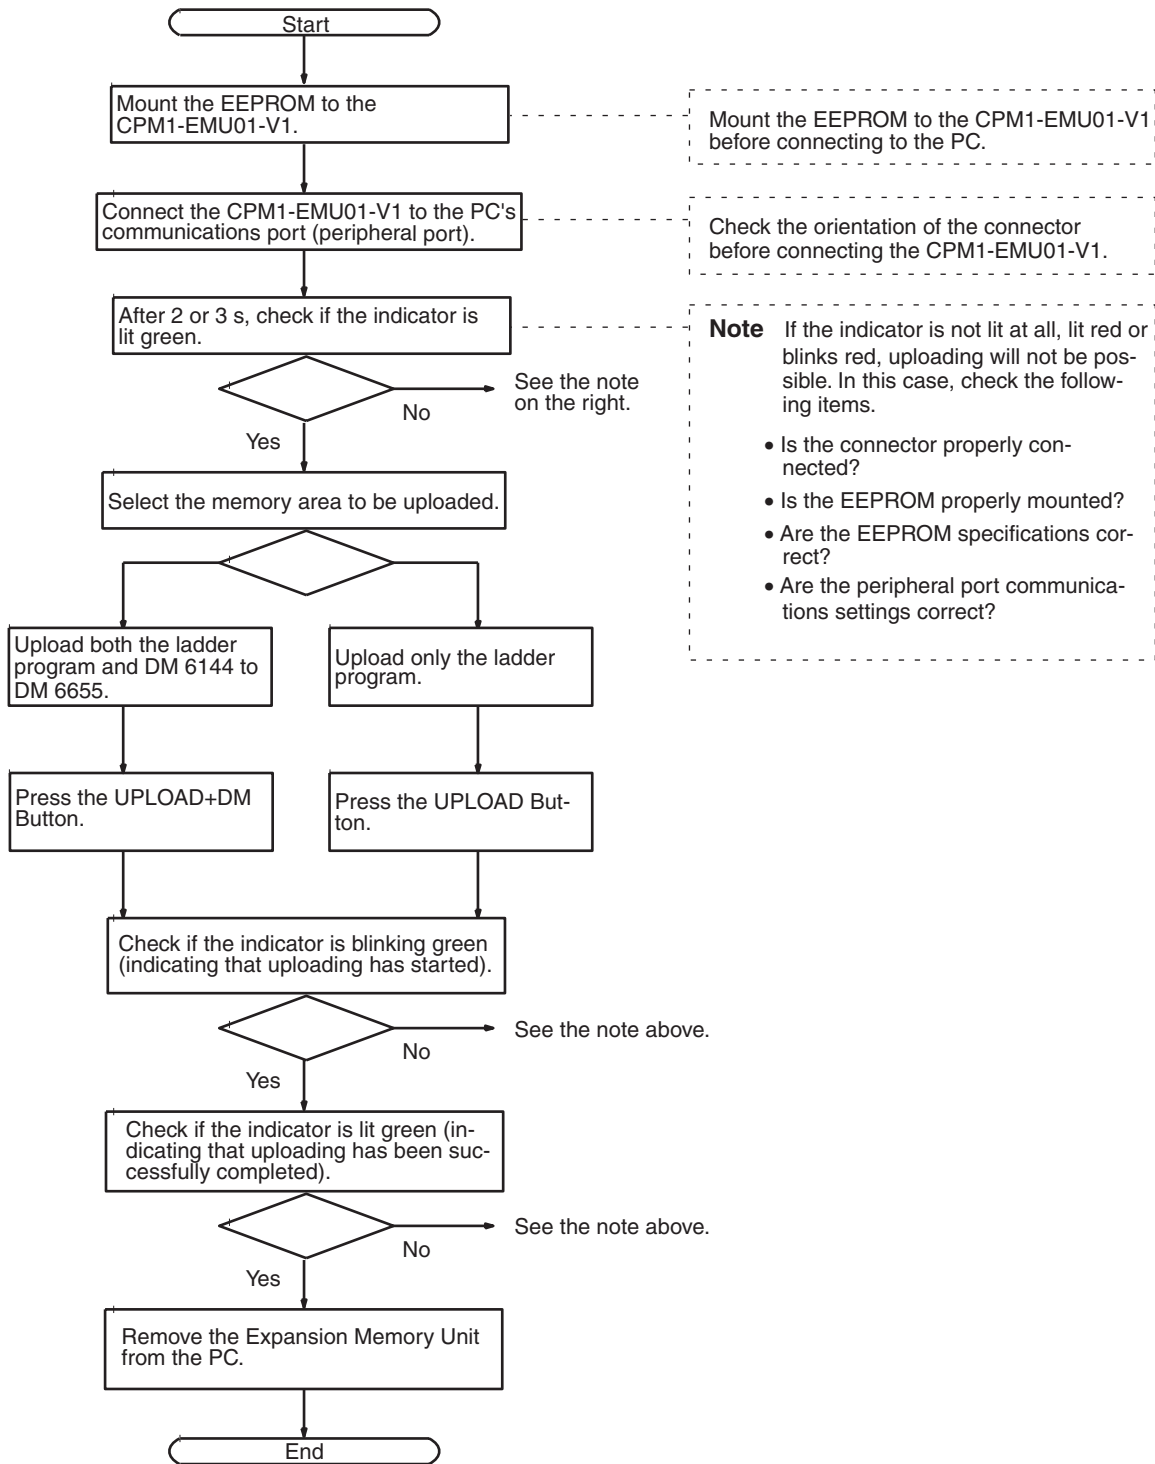 Start
Mount the EEPROM to the
CPM1-EMU01-V1.
Mount the EEPROM to the CPM1-EMU01-V1
before connecting to the PC.
Connect the CPM1-EMU01-V1 to the PC's
communications port (peripheral port).
Check the orientation of the connector
before connecting the CPM1-EMU01-V1.
After 2 or 3 s, check if the indicator is
lit green.
Note If the indicator is not lit at all, lit red or
blinks red, uploading will not be pos-
sible. In this case, check the follow-
ing items.
• Is the connector properly con-
nected?
• Is the EEPROM properly mounted?
• Are the EEPROM specifications cor-
rect?
• Are the peripheral port communica-
tions settings correct?
No
See the note
on the right.
Yes
Select the memory area to be uploaded.
Upload both the ladder
program and DM 6144 to
DM 6655.
Upload only the ladder
program.
Press the UPLOAD+DM
Button.
Press the UPLOAD But-
ton.
Check if the indicator is blinking green
(indicating that uploading has started).
No
See the note above.
Yes
Check if the indicator is lit green (in-
dicating that uploading has been suc-
cessfully completed).
No
See the note above.
Yes
Remove the Expansion Memory Unit
from the PC.
End